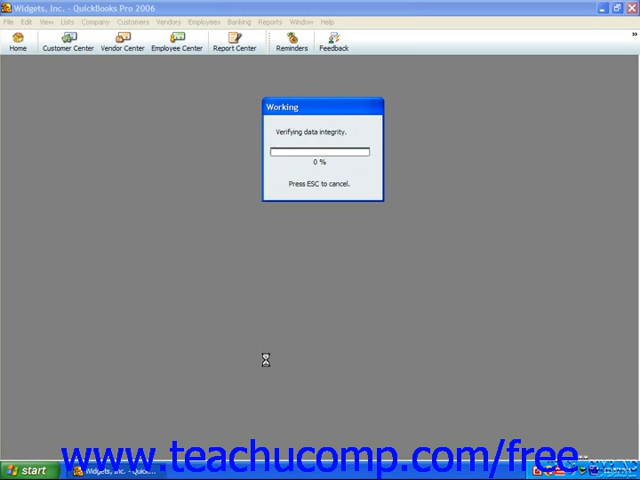 Widgets, Inc. - QuickBooks Pro 2006
File Edit View Lists Company Customers Vendors Employees Banking Reports Window Help
Home Customer Center Vendor Center Employee Center Report Center Reminders Feedback
Working
Verifying data integrity.
0 %
Press ESC to cancel.
start
Widgets, Inc. - Quick...
www.teachucomp.com/free